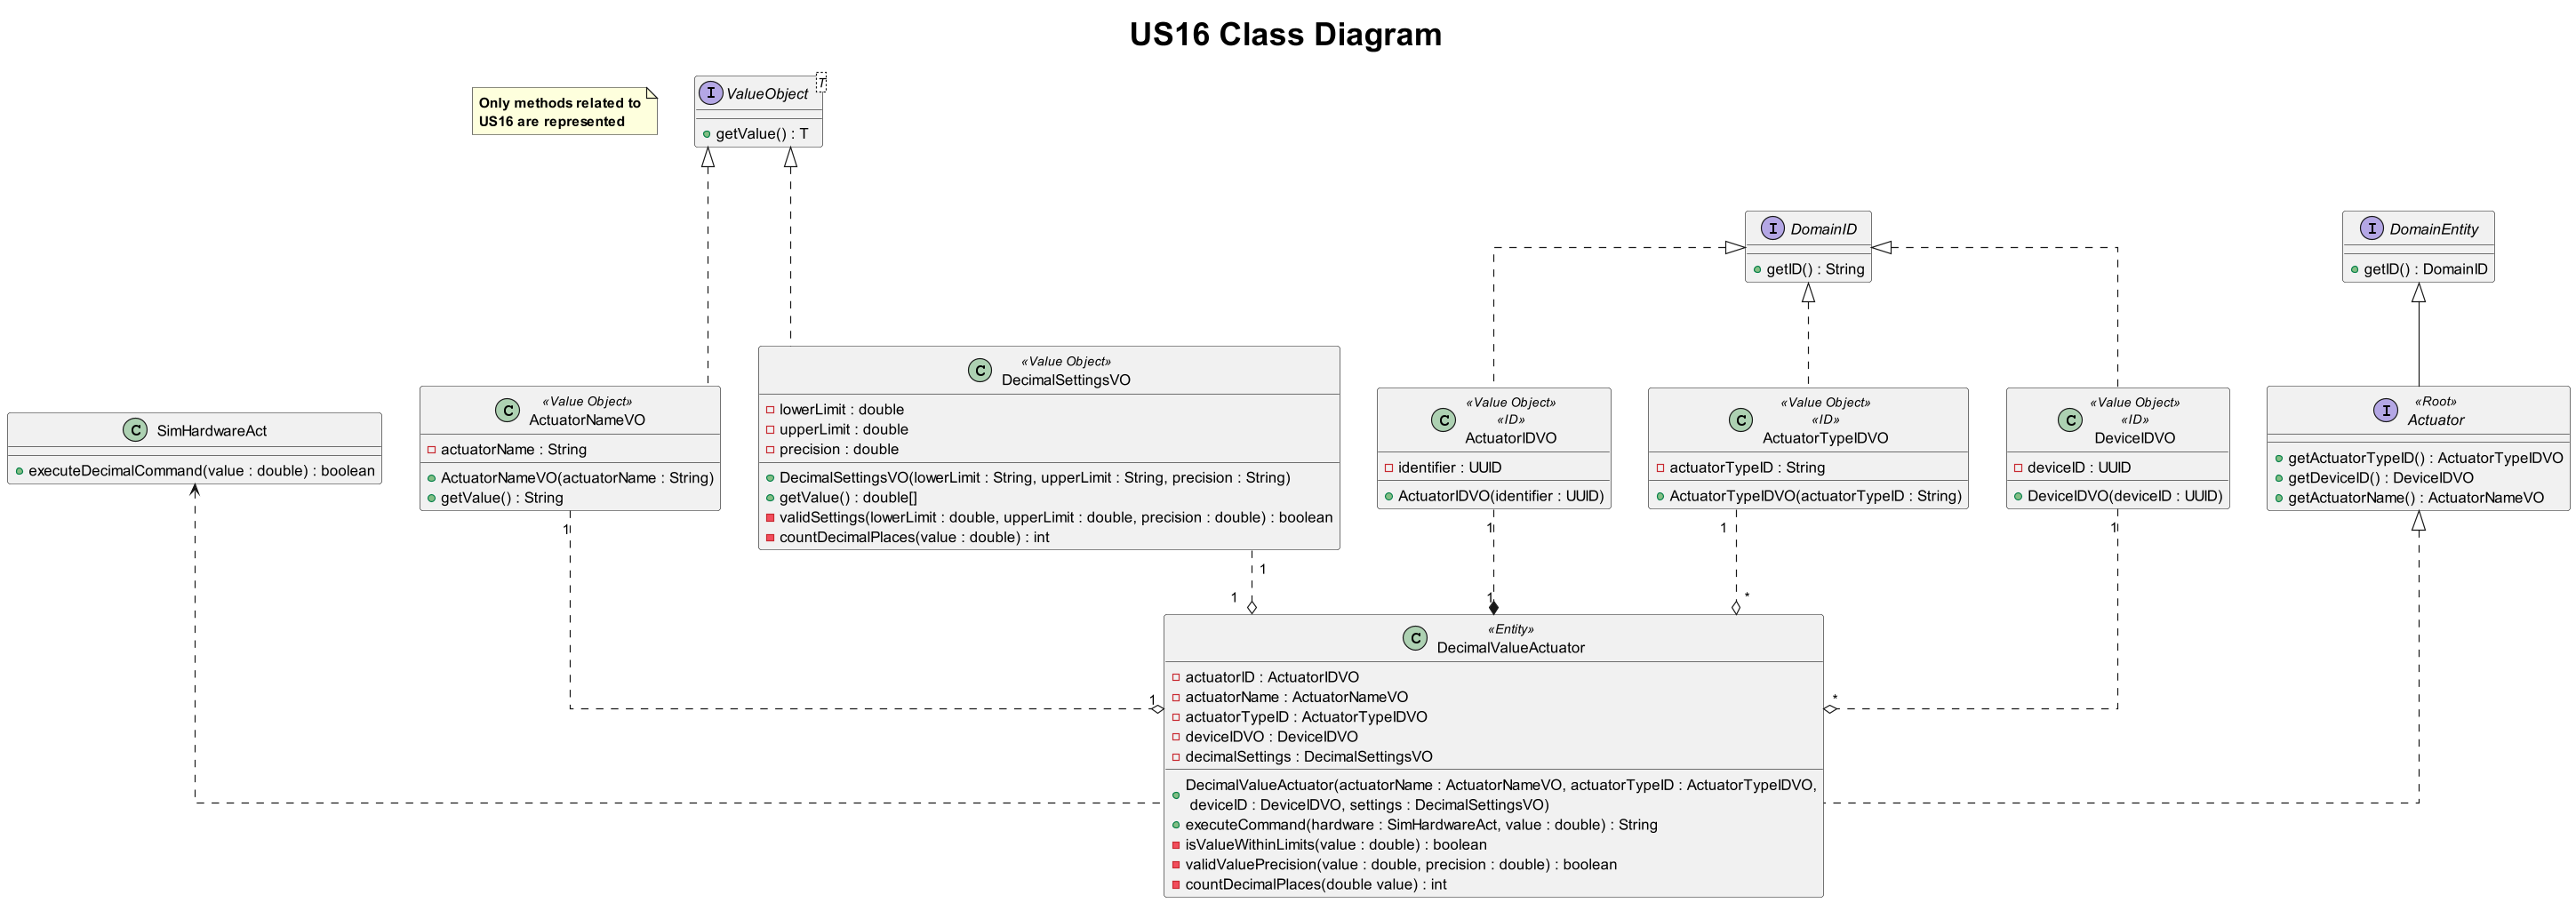 US16 Class Diagram
Only methods related to
US16 are represented
I ValueObject
T
getValue() : T
I DomainID
getID() : String
I DomainEntity
getID() : DomainID
C SimHardwareAct
executeDecimalCommand(value : double) : boolean
«Value Object»
C ActuatorNameVO
actuatorName : String
ActuatorNameVO(actuatorName : String)
getValue() : String
«Value Object»
C DecimalSettingsVO
lowerLimit : double
upperLimit : double
precision : double
DecimalSettingsVO(lowerLimit : String, upperLimit : String, precision : String)
getValue() : double[]
validSettings(lowerLimit : double, upperLimit : double, precision : double) : boolean
countDecimalPlaces(value : double) : int
«Value Object»
«ID»
C ActuatorIDVO
identifier : UUID
ActuatorIDVO(identifier : UUID)
«Value Object»
«ID»
C ActuatorTypeIDVO
actuatorTypeID : String
ActuatorTypeIDVO(actuatorTypeID : String)
«Value Object»
«ID»
C DeviceIDVO
deviceID : UUID
DeviceIDVO(deviceID : UUID)
«Root»
I Actuator
getActuatorTypeID() : ActuatorTypeIDVO
getDeviceID() : DeviceIDVO
getActuatorName() : ActuatorNameVO
1
1
1
1
1
1
1
*
1
*
«Entity»
C DecimalValueActuator
actuatorID : ActuatorIDVO
actuatorName : ActuatorNameVO
actuatorTypeID : ActuatorTypeIDVO
deviceIDVO : DeviceIDVO
decimalSettings : DecimalSettingsVO
DecimalValueActuator(actuatorName : ActuatorNameVO, actuatorTypeID : ActuatorTypeIDVO,
deviceID : DeviceIDVO, settings : DecimalSettingsVO)
executeCommand(hardware : SimHardwareAct, value : double) : String
isValueWithinLimits(value : double) : boolean
validValuePrecision(value : double, precision : double) : boolean
countDecimalPlaces(double value) : int